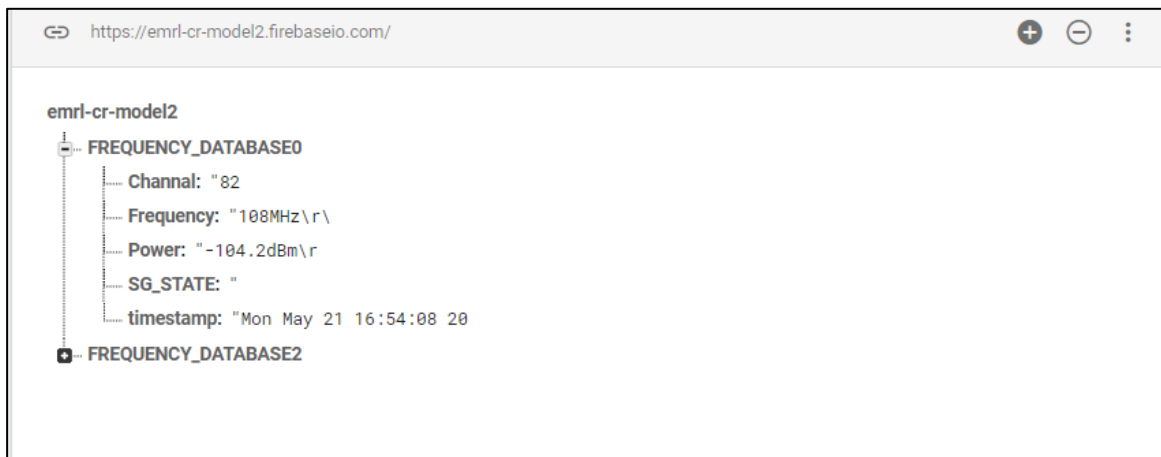 https://emrl-cr-model2.firebaseio.com/
emrl-cr-model2
FREQUENCY_DATABASE0
Channal: "82
Frequency: "108MHz\r\
Power: "-104.2dBm\r
SG_STATE: "
timestamp: "Mon May 21 16:54:08 20
FREQUENCY_DATABASE2